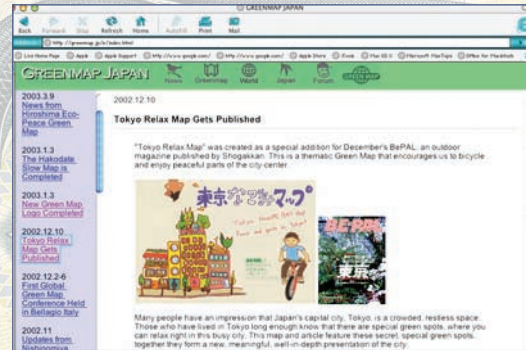 GREENMAP JAPAN
Back
Forward
Stop
Refresh
Home
AutoFill
Print
Mail
http://greenmap.jp/e/index.html
Live Home Page
Apple
Apple Support
http://www.google.com/
http://www.google.com/
Apple Store
iTools
Mac OS X
Microsoft MacTopia
Office for Macintosh
GREENMAP JAPAN
News
Greenmap
World
Japan
Forum
2003.3.9
News from
Hiroshima Eco-
Peace Green
Map
2003.1.3
The Hakodate
Slow Map is
Completed
2003.1.3
New Green Map
Logo Completed
2002.12.10
Tokyo Relax
Map Gets
Published
2002.12.2-6
First Global
Green Map
Conference Held
in Bellagio Italy
2002.11
Updates from
Nishinomiya
2002.12.10
Tokyo Relax Map Gets Published
"Tokyo Relax Map" was created as a special addition for December's BePAL, an outdoor
magazine published by Shogakkan. This is a thematic Green Map that encourages us to bicycle
and enjoy peaceful parts of the city center.
東京なごみマップ
BE-PAL
東京
Many people have an impression that Japan's capital city, Tokyo, is a crowded, restless space.
Those who have lived in Tokyo long enough know that there are special green spots, where you
can relax right in this busy city. This map and article feature these secret, special green spots,
together they form a new, meaningful, well-in-depth presentation of the city.